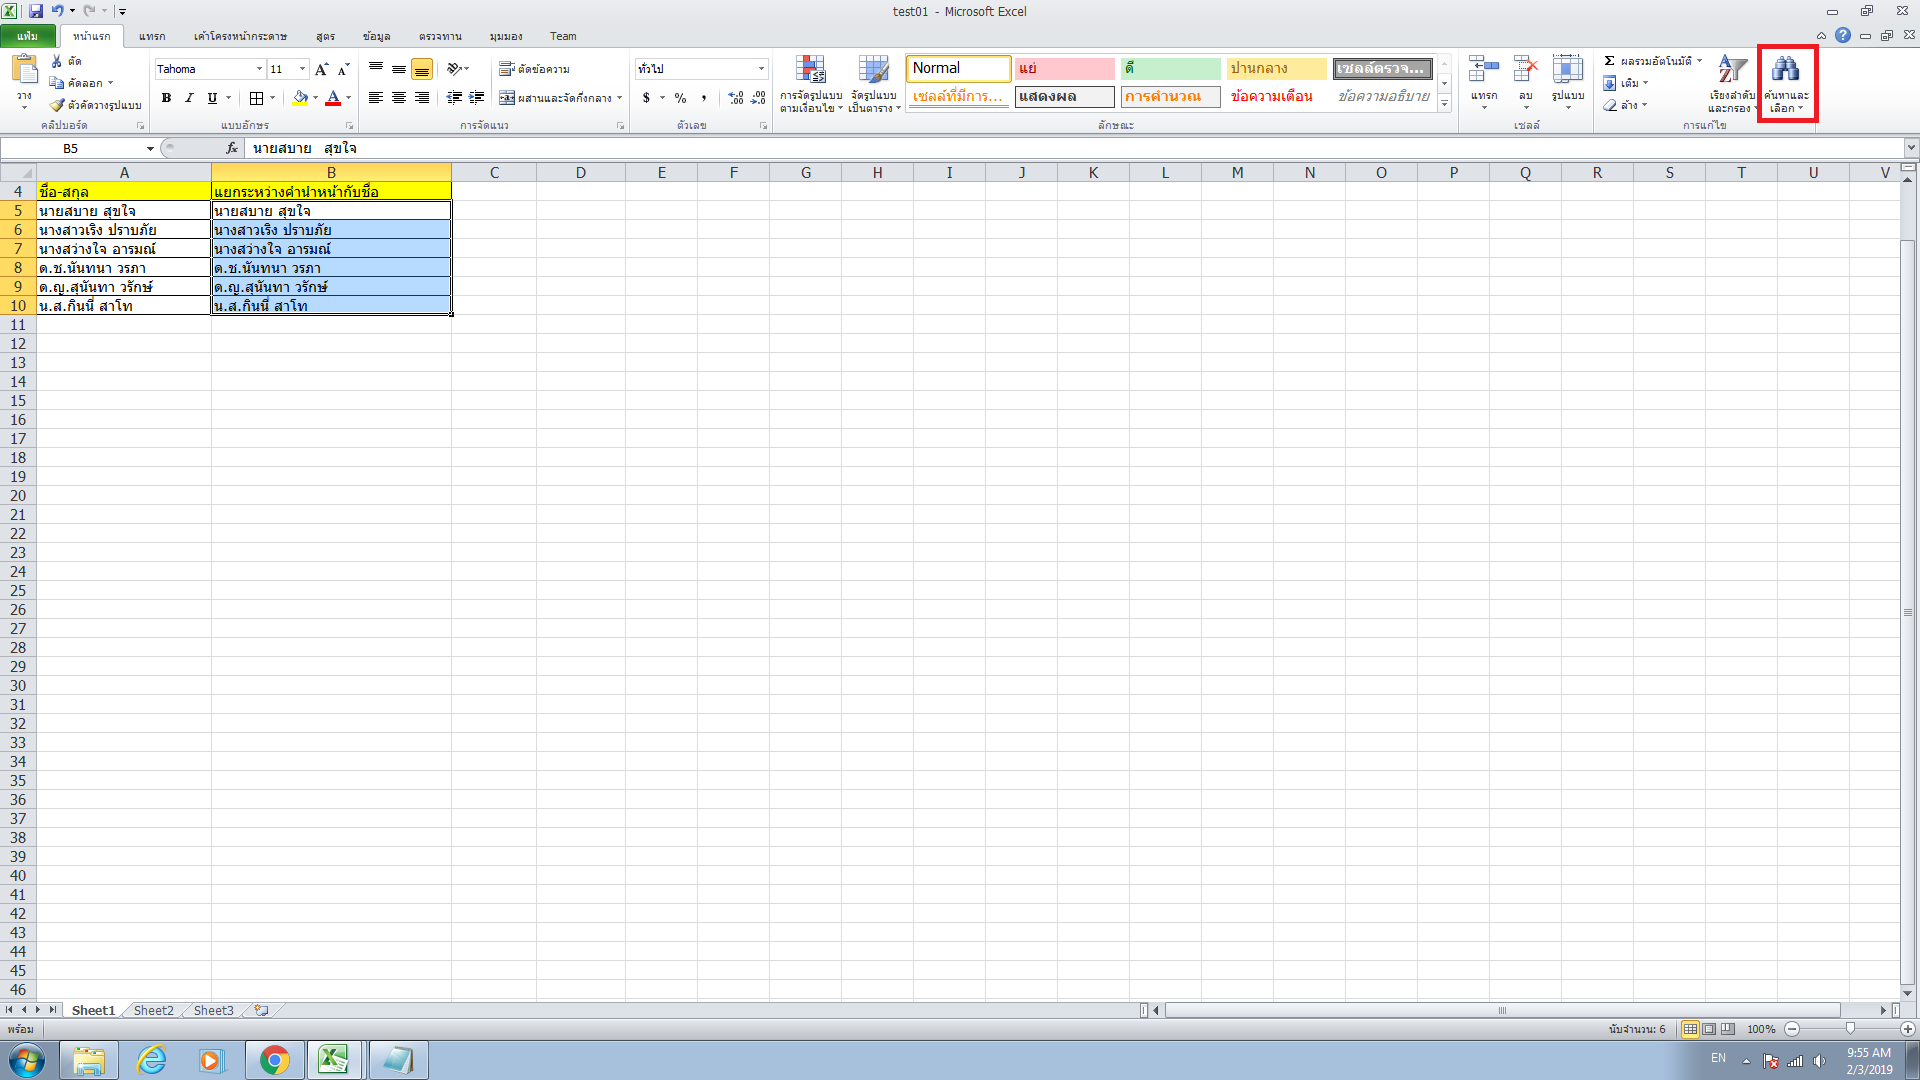 test01 - Microsoft Excel
แฟ้ม หน้าแรก แทรก เค้าโครงหน้ากระดาษ สูตร ข้อมูล ตรวจทาน มุมมอง Team
วาง
ตัด
คัดลอก
ตัวคัดวางรูปแบบ
คลิปบอร์ด
Tahoma 11
B I U
แบบอักษร
ตัดข้อความ
ผสานและจัดกึ่งกลาง
การจัดแนว
ทั่วไป
$ % ,
ตัวเลข
การจัดรูปแบบ
ตามเงื่อนไข
จัดรูปแบบ
เป็นตาราง
Normal แย่ ดี ปานกลาง เซลล์ตรวจ...
เซลล์ที่มีการ... แสดงผล การคำนวณ ข้อความเตือน ข้อความอธิบาย
ลักษณะ
แทรก ลบ รูปแบบ
เซลล์
Σ ผลรวมอัตโนมัติ
เติม
ล้าง
เรียงลำดับ
และกรอง
ค้นหาและ
เลือก
การแก้ไข
B5 fx นายสบาย สุขใจ
A B C D E F G H I J K L M N O P Q R S T U V
4 ชื่อ-สกุล แยกระหว่างคำนำหน้ากับชื่อ
5 นายสบาย สุขใจ นายสบาย สุขใจ
6 นางสาวเริง ปราบภัย นางสาวเริง ปราบภัย
7 นางสว่างใจ อารมณ์ นางสว่างใจ อารมณ์
8 ด.ช.นันทนา วรภา ด.ช.นันทนา วรภา
9 ด.ญ.สุนันทา วรักษ์ ด.ญ.สุนันทา วรักษ์
10 น.ส.กินนี่ สาโท น.ส.กินนี่ สาโท
11
12
13
14
15
16
17
18
19
20
21
22
23
24
25
26
27
28
29
30
31
32
33
34
35
36
37
38
39
40
41
42
43
44
45
46
Sheet1 Sheet2 Sheet3
พร้อม นับจำนวน: 6 100%
EN 9:55 AM
2/3/2019